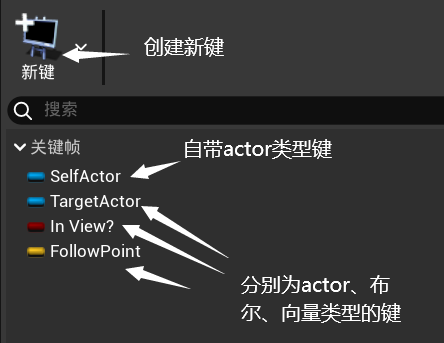 创建新键
新键
搜索
关键帧
自带actor类型键
SelfActor
TargetActor
In View?
FollowPoint
分别为actor、布
尔、向量类型的键